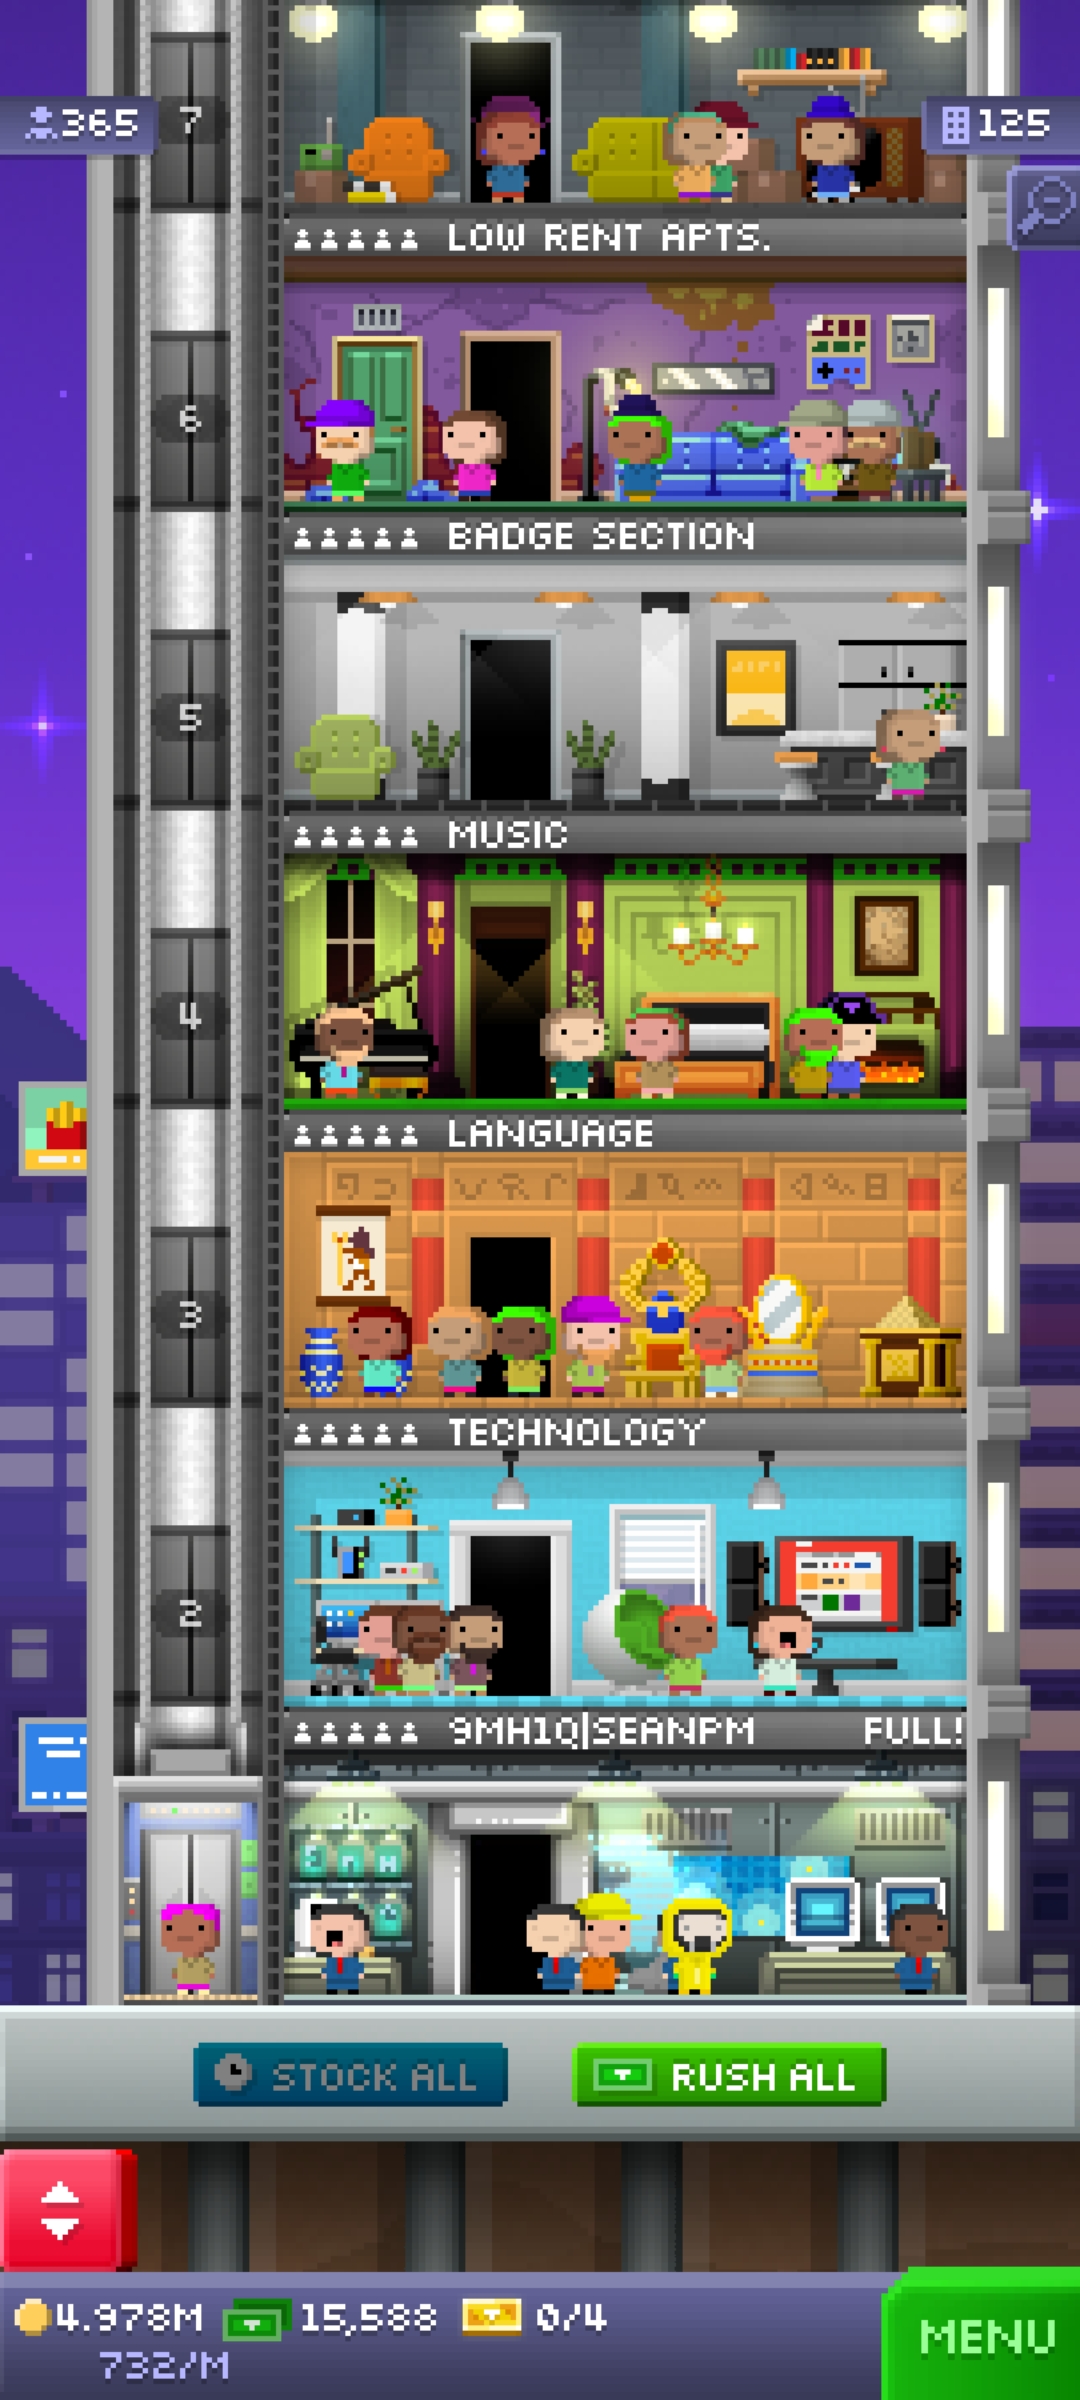 365
7
125
LOW RENT APTS.
6
BADGE SECTION
5
MUSIC
4
LANGUAGE
3
TECHNOLOGY
2
9MH1Q|SEANPM FULL!
STOCK ALL
RUSH ALL
4.978M 15,588 0/4
732/M
MENU